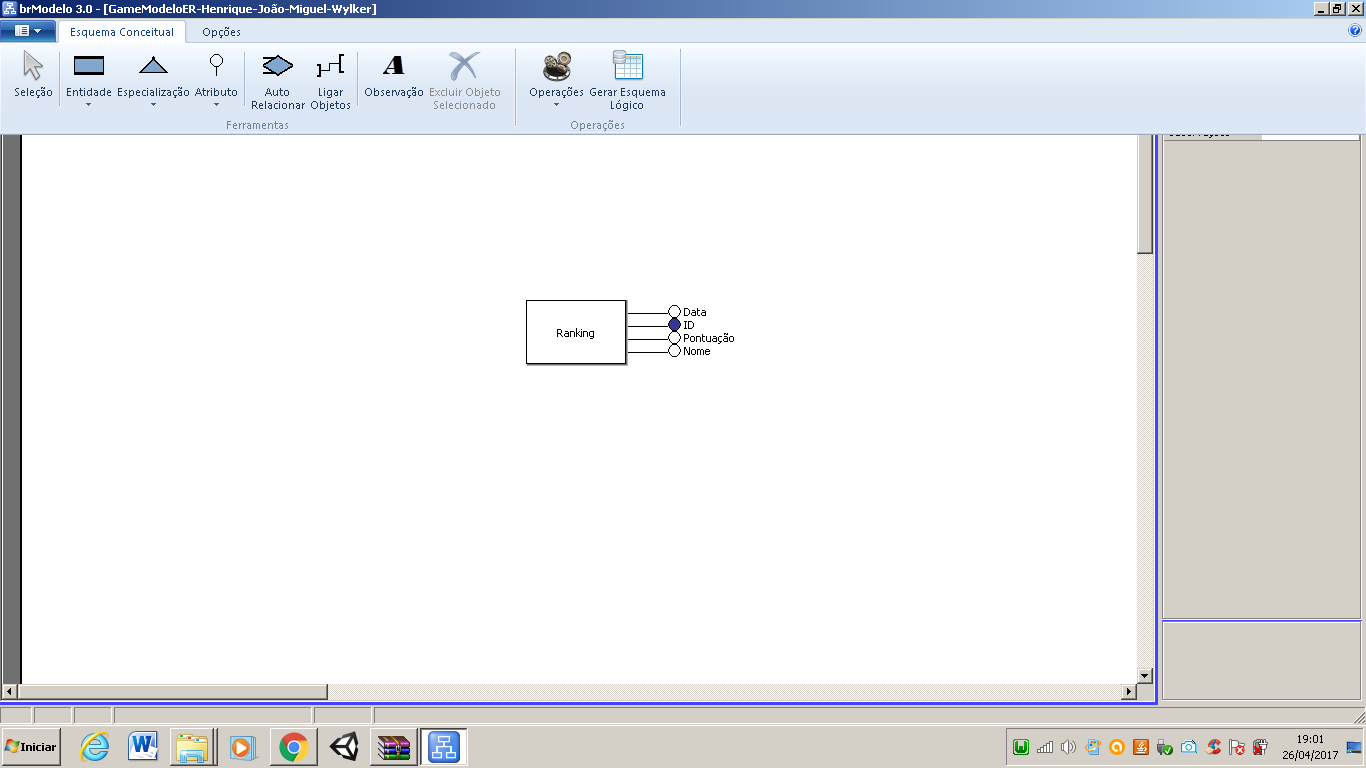 brModelo 3.0 - [GameModeloER-Henrique-João-Miguel-Wylker]
Esquema Conceitual
Opções
Seleção
Entidade
Especialização
Atributo
Auto
Relacionar
Ligar
Objetos
Observação
Excluir Objeto
Selecionado
Operações
Gerar Esquema
Lógico
Ferramentas
Operações
Ranking
Data
ID
Pontuação
Nome
Iniciar
19:01
26/04/2017